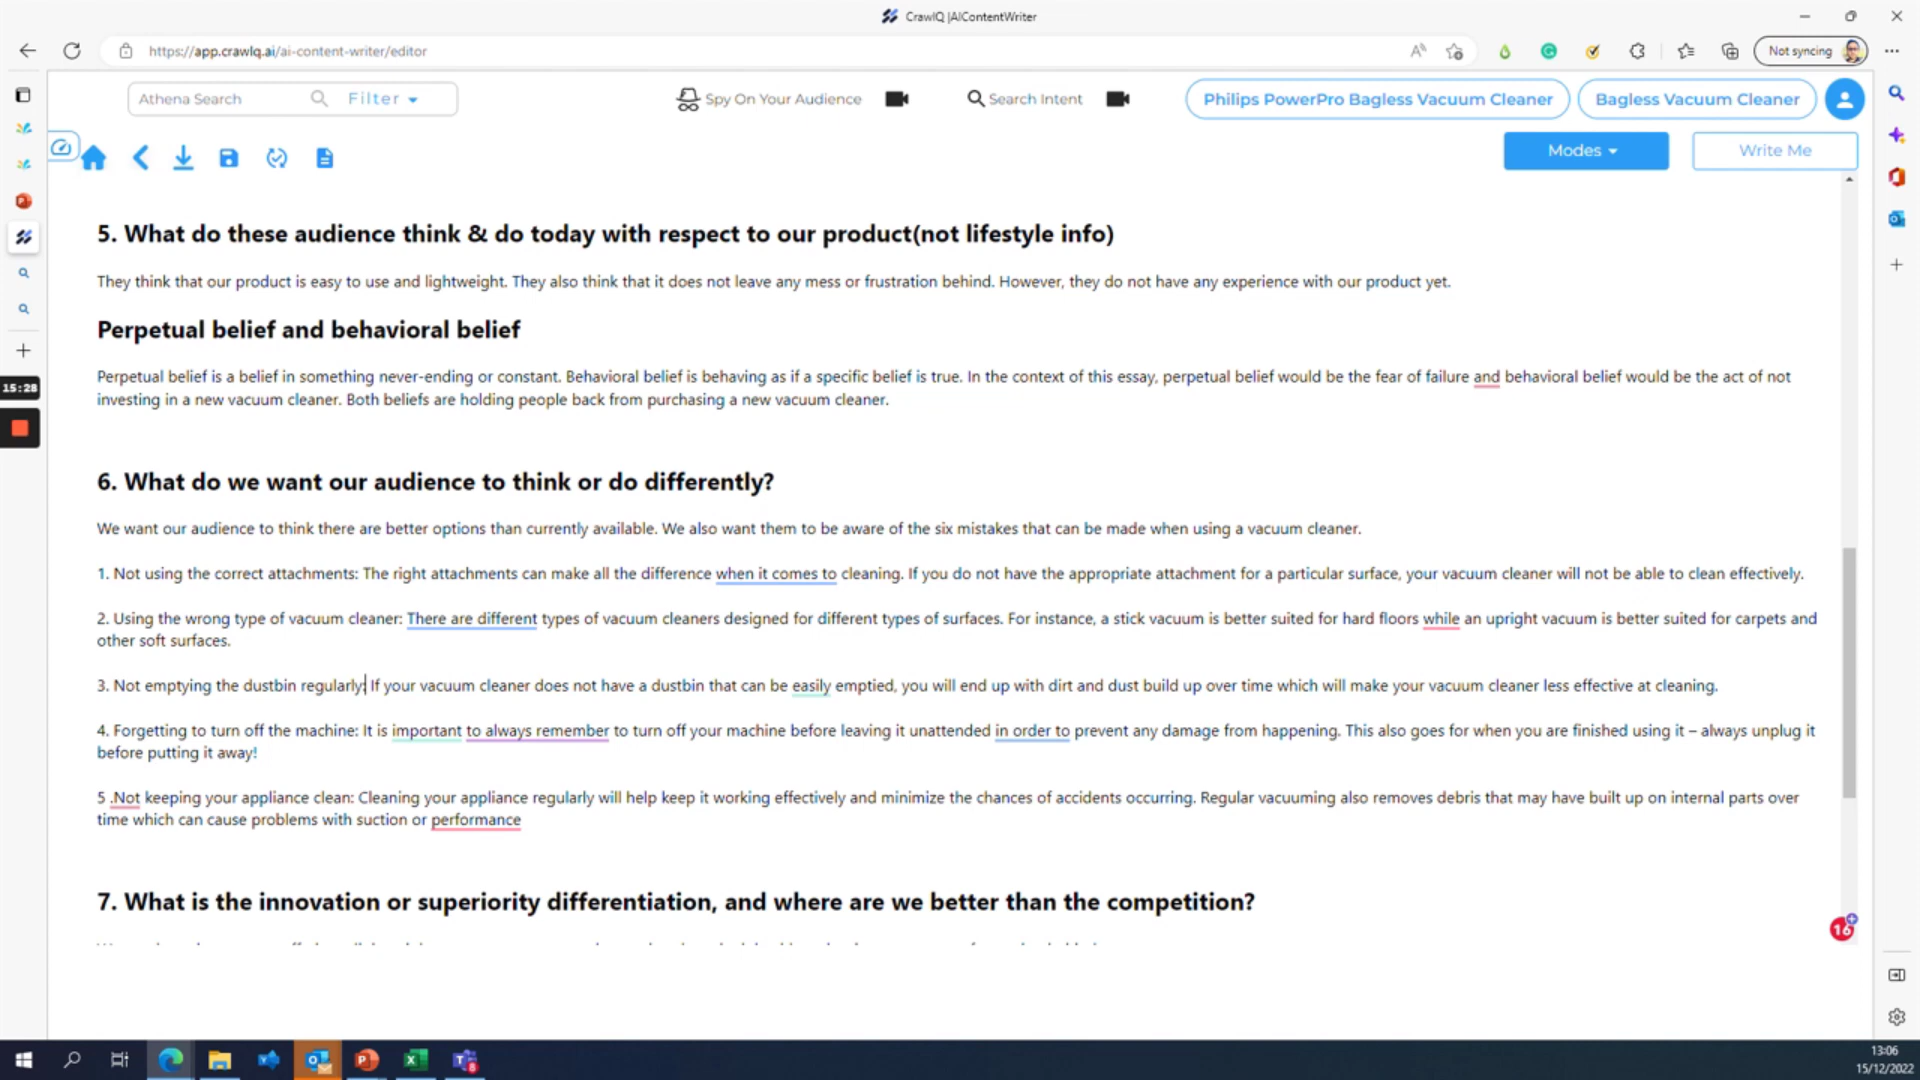 CrawlQ |AIContentWriter
https://app.crawlq.ai/ai-content-writer/editor
Not syncing
Athena Search
Filter
Spy On Your Audience
Search Intent
Philips PowerPro Bagless Vacuum Cleaner
Bagless Vacuum Cleaner
Modes
Write Me
5. What do these audience think & do today with respect to our product(not lifestyle info)
They think that our product is easy to use and lightweight. They also think that it does not leave any mess or frustration behind. However, they do not have any experience with our product yet.
Perpetual belief and behavioral belief
15:28
Perpetual belief is a belief in something never-ending or constant. Behavioral belief is behaving as if a specific belief is true. In the context of this essay, perpetual belief would be the fear of failure and behavioral belief would be the act of not
investing in a new vacuum cleaner. Both beliefs are holding people back from purchasing a new vacuum cleaner.
6. What do we want our audience to think or do differently?
We want our audience to think there are better options than currently available. We also want them to be aware of the six mistakes that can be made when using a vacuum cleaner.
1. Not using the correct attachments: The right attachments can make all the difference when it comes to cleaning. If you do not have the appropriate attachment for a particular surface, your vacuum cleaner will not be able to clean effectively.
2. Using the wrong type of vacuum cleaner: There are different types of vacuum cleaners designed for different types of surfaces. For instance, a stick vacuum is better suited for hard floors while an upright vacuum is better suited for carpets and
other soft surfaces.
3. Not emptying the dustbin regularly: If your vacuum cleaner does not have a dustbin that can be easily emptied, you will end up with dirt and dust build up over time which will make your vacuum cleaner less effective at cleaning.
4. Forgetting to turn off the machine: It is important to always remember to turn off your machine before leaving it unattended in order to prevent any damage from happening. This also goes for when you are finished using it – always unplug it
before putting it away!
5 .Not keeping your appliance clean: Cleaning your appliance regularly will help keep it working effectively and minimize the chances of accidents occurring. Regular vacuuming also removes debris that may have built up on internal parts over
time which can cause problems with suction or performance
7. What is the innovation or superiority differentiation, and where are we better than the competition?
16
13:06
15/12/2022